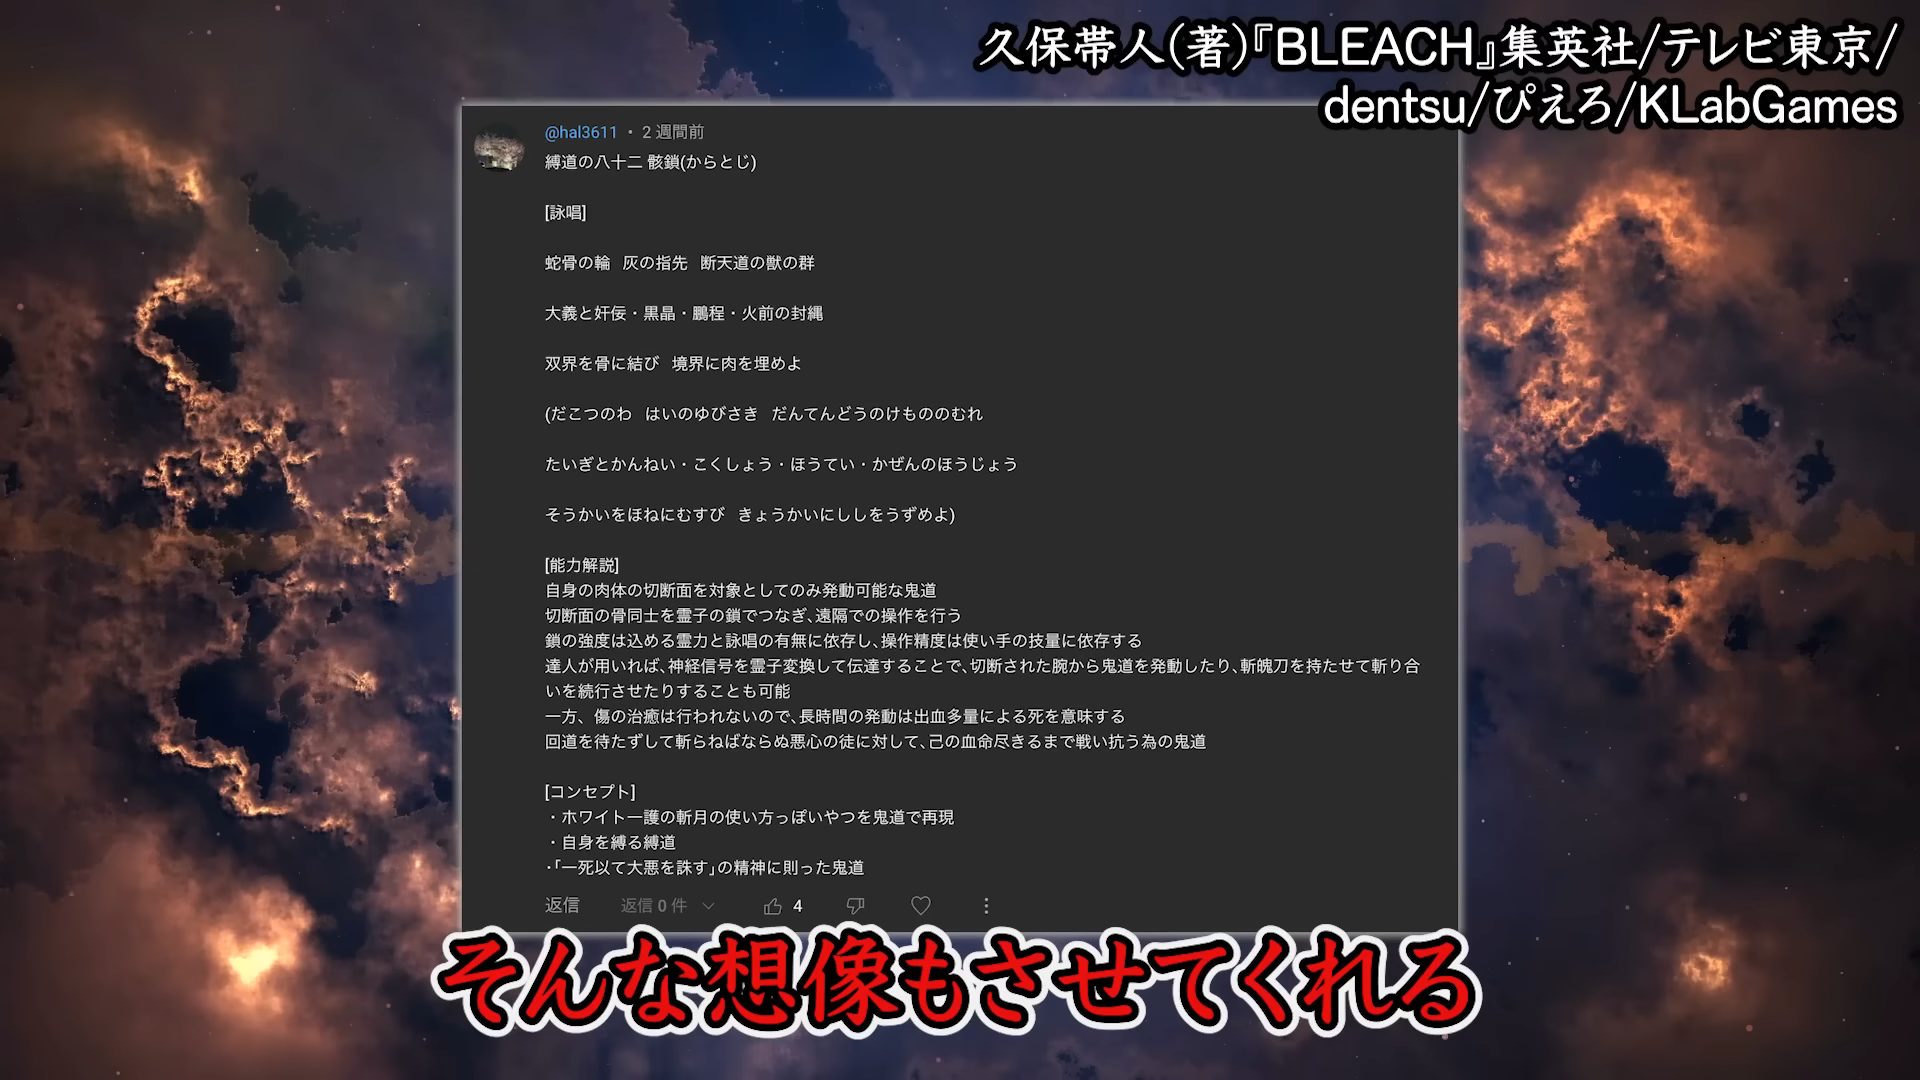 久保帯人(著)『BLEACH』集英社/テレビ東京/
dentsu/ぴえろ/KLabGames
@hal3611 ・ 2 週間前
縛道の八十二 骸鎖(からとじ)
[詠唱]
蛇骨の輪 灰の指先 断天道の獣の群
大義と奸佞・黒晶・鵬程・火前の封縄
双界を骨に結び 境界に肉を埋めよ
(だこつのわ はいのゆびさき だんてんどうのけもののむれ
たいぎとかんねい・こくしょう・ほうてい・かぜんのほうじょう
そうかいをほねにむすび きょうかいにししをうずめよ)
[能力解説]
自身の肉体の切断面を対象としてのみ発動可能な鬼道
切断面の骨同士を霊子の鎖でつなぎ､遠隔での操作を行う
鎖の強度は込める霊力と詠唱の有無に依存し､操作精度は使い手の技量に依存する
達人が用いれば､神経信号を霊子変換して伝達することで､切断された腕から鬼道を発動したり､斬魄刀を持たせて斬り合
いを続行させたりすることも可能
一方、傷の治癒は行われないので､長時間の発動は出血多量による死を意味する
回道を待たずして斬らねばならぬ悪心の徒に対して､己の血命尽きるまで戦い抗う為の鬼道
[コンセプト]
・ホワイト一護の斬月の使い方っぽいやつを鬼道で再現
・自身を縛る縛道
･｢一死以て大悪を誅す｣の精神に則った鬼道
返信 返信 0 件 4
そんな想像もさせてくれる